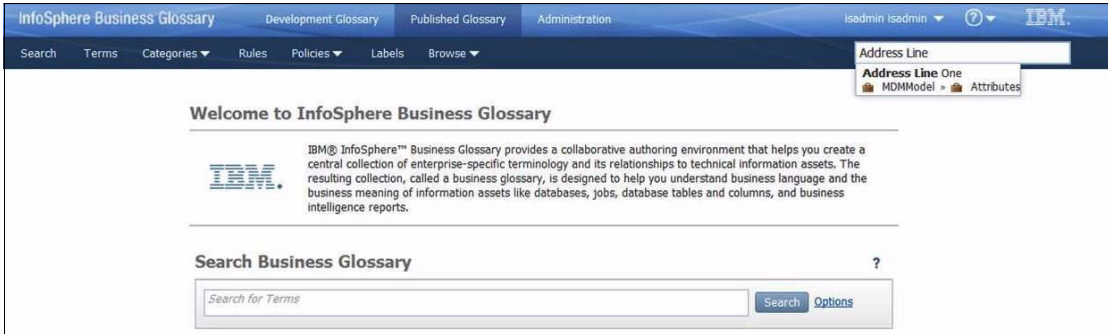 InfoSphere Business Glossary Development Glossary Published Glossary Administration isadmin isadmin ? IBM.
Search Terms Categories Rules Policies Labels Browse Address Line
Address Line One
MDMModel » Attributes
Welcome to InfoSphere Business Glossary
IBM.
IBM® InfoSphere™ Business Glossary provides a collaborative authoring environment that helps you create a
central collection of enterprise-specific terminology and its relationships to technical information assets. The
resulting collection, called a business glossary, is designed to help you understand business language and the
business meaning of information assets like databases, jobs, database tables and columns, and business
intelligence reports.
Search Business Glossary ?
Search for Terms Search Options